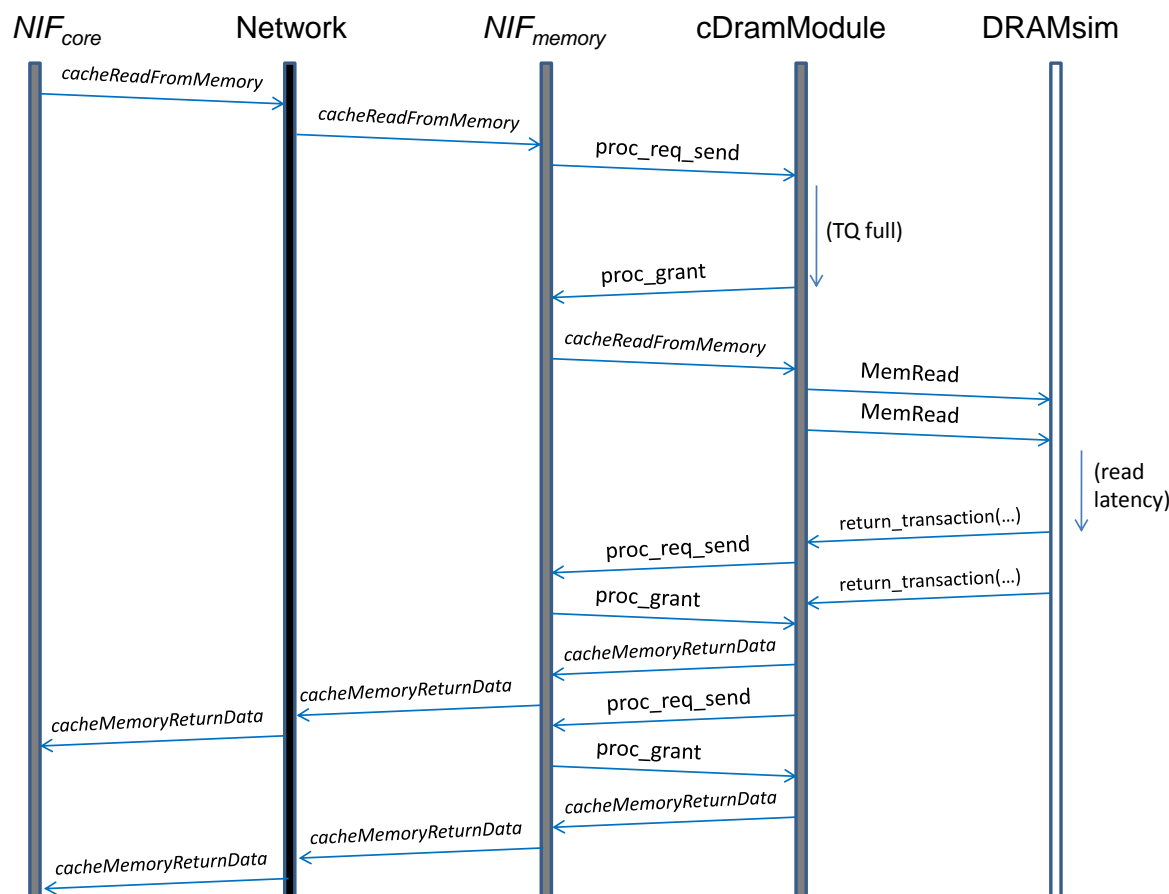 NIFcore Network NIFmemory cDramModule DRAMsim
cacheReadFromMemory
cacheReadFromMemory
proc_req_send
(TQ full)
proc_grant
cacheReadFromMemory
MemRead
MemRead
(read
latency)
return_transaction(…)
proc_req_send
return_transaction(…)
proc_grant
cacheMemoryReturnData
cacheMemoryReturnData
proc_req_send
cacheMemoryReturnData
proc_grant
cacheMemoryReturnData
cacheMemoryReturnData
cacheMemoryReturnData